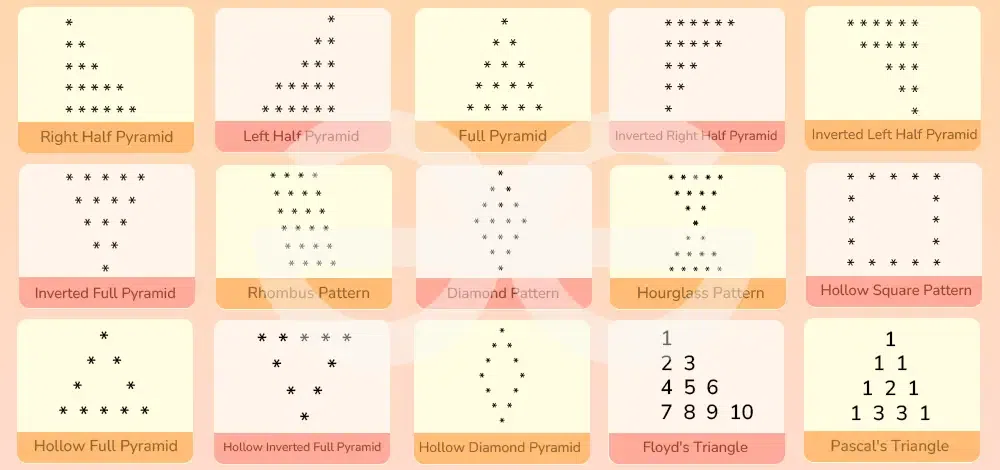 Right Half Pyramid
Left Half Pyramid
Full Pyramid
Inverted Right Half Pyramid
Inverted Left Half Pyramid
Inverted Full Pyramid
Rhombus Pattern
Diamond Pattern
Hourglass Pattern
Hollow Square Pattern
Hollow Full Pyramid
Hollow Inverted Full Pyramid
Hollow Diamond Pyramid
1
2 3
4 5 6
7 8 9 10
Floyd's Triangle
1
1 1
1 2 1
1 3 3 1
Pascal's Triangle